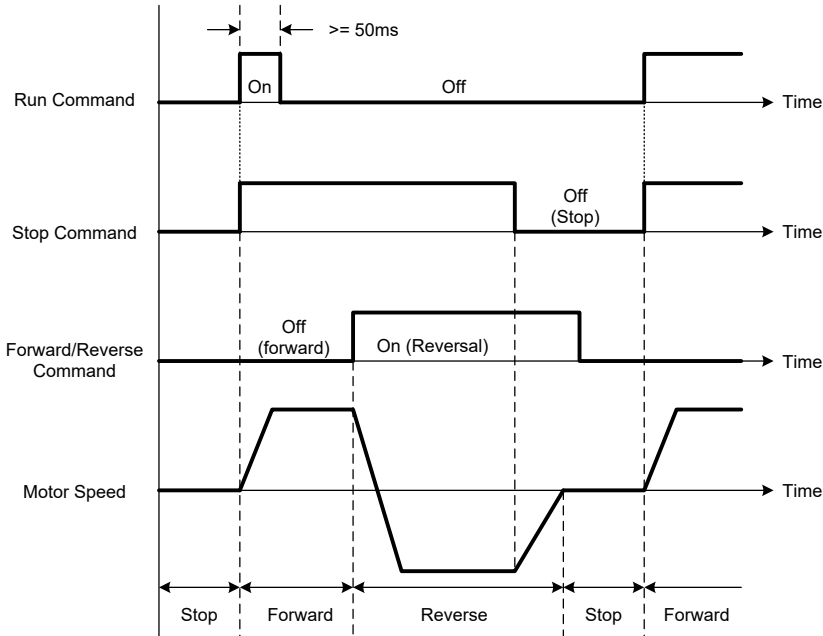 >= 50ms
Run Command
On
Off
Time
Stop Command
Off
(Stop)
Time
Forward/Reverse
Command
Off
(forward)
On (Reversal)
Time
Motor Speed
Time
Stop
Forward
Reverse
Stop
Forward